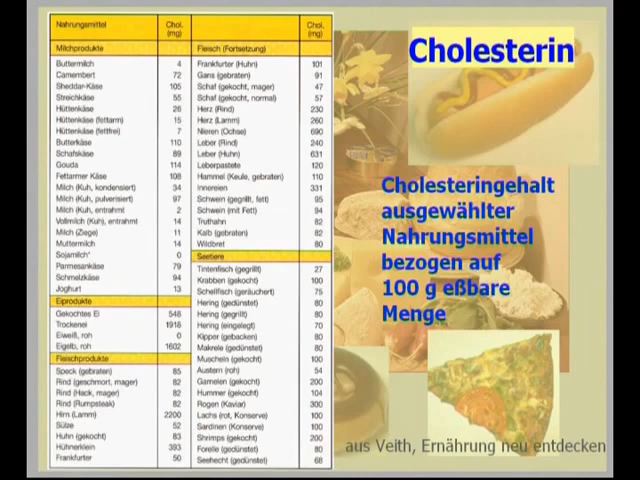 Nahrungsmittel Chol. (mg)
Milchprodukte
Buttermilch 4
Camembert 72
Sheddar-Käse 105
Streichkäse 55
Hüttenkäse 26
Hüttenkäse (fettarm) 15
Hüttenkäse (fettfrei) 7
Butterkäse 110
Schafskäse 89
Gouda 114
Fettarmer Käse 108
Milch (Kuh, kondensiert) 34
Milch (Kuh, pulverisiert) 97
Milch (Kuh, entrahmt 2
Vollmilch (Kuh), entrahmt 14
Milch (Ziege) 11
Muttermilch 14
Sojamilch* 0
Parmesankäse 79
Schmelzkäse 94
Joghurt 13
Eiprodukte
Gekochtes Ei 548
Trockenei 1918
Eiweiß, roh 0
Eigelb, roh 1602
Fleischprodukte
Speck (gebraten) 85
Rind (geschmort, mager) 82
Rind (Hack, mager) 82
Rind (Rumpsteak) 82
Hirn (Lamm) 2200
Sülze 52
Huhn (gekocht) 83
Hühnerklein 393
Frankfurter 50
Chol. (mg)
Fleisch (Fortsetzung)
Frankfurter (Huhn) 101
Gans (gebraten) 91
Schaf (gekocht, mager) 47
Schaf (gekocht, normal) 57
Herz (Rind) 230
Herz (Lamm) 260
Nieren (Ochse) 690
Leber (Rind) 240
Leber (Huhn) 631
Leberpastete 120
Hammel (Keule, gebraten) 110
Innereien 331
Schwein (gegrillt, fett) 95
Schwein (mit Fett) 94
Truthahn 82
Kalb (gebraten) 82
Wildbret 80
Seetiere
Tintenfisch (gegrillt) 27
Krabben (gekocht) 100
Schellfisch (geräuchert) 75
Hering (gedünstet) 80
Hering (gegrillt) 80
Hering (eingelegt) 70
Kipper (gebacken) 80
Makrele (gedünstet) 80
Muscheln (gekocht) 100
Austern (roh) 54
Garnelen (gekocht) 200
Hummer (gekocht) 104
Rogen (Kaviar) 300
Lachs (rot, Konserve) 100
Sardinen (Konserve) 100
Shrimps (gekocht) 200
Forelle (gedünstet) 80
Seehecht (gedünstet) 68
Cholesterin
Cholesteringehalt
ausgewählter
Nahrungsmittel
bezogen auf
100 g eßbare
Menge
aus Veith, Ernährung neu entdecken